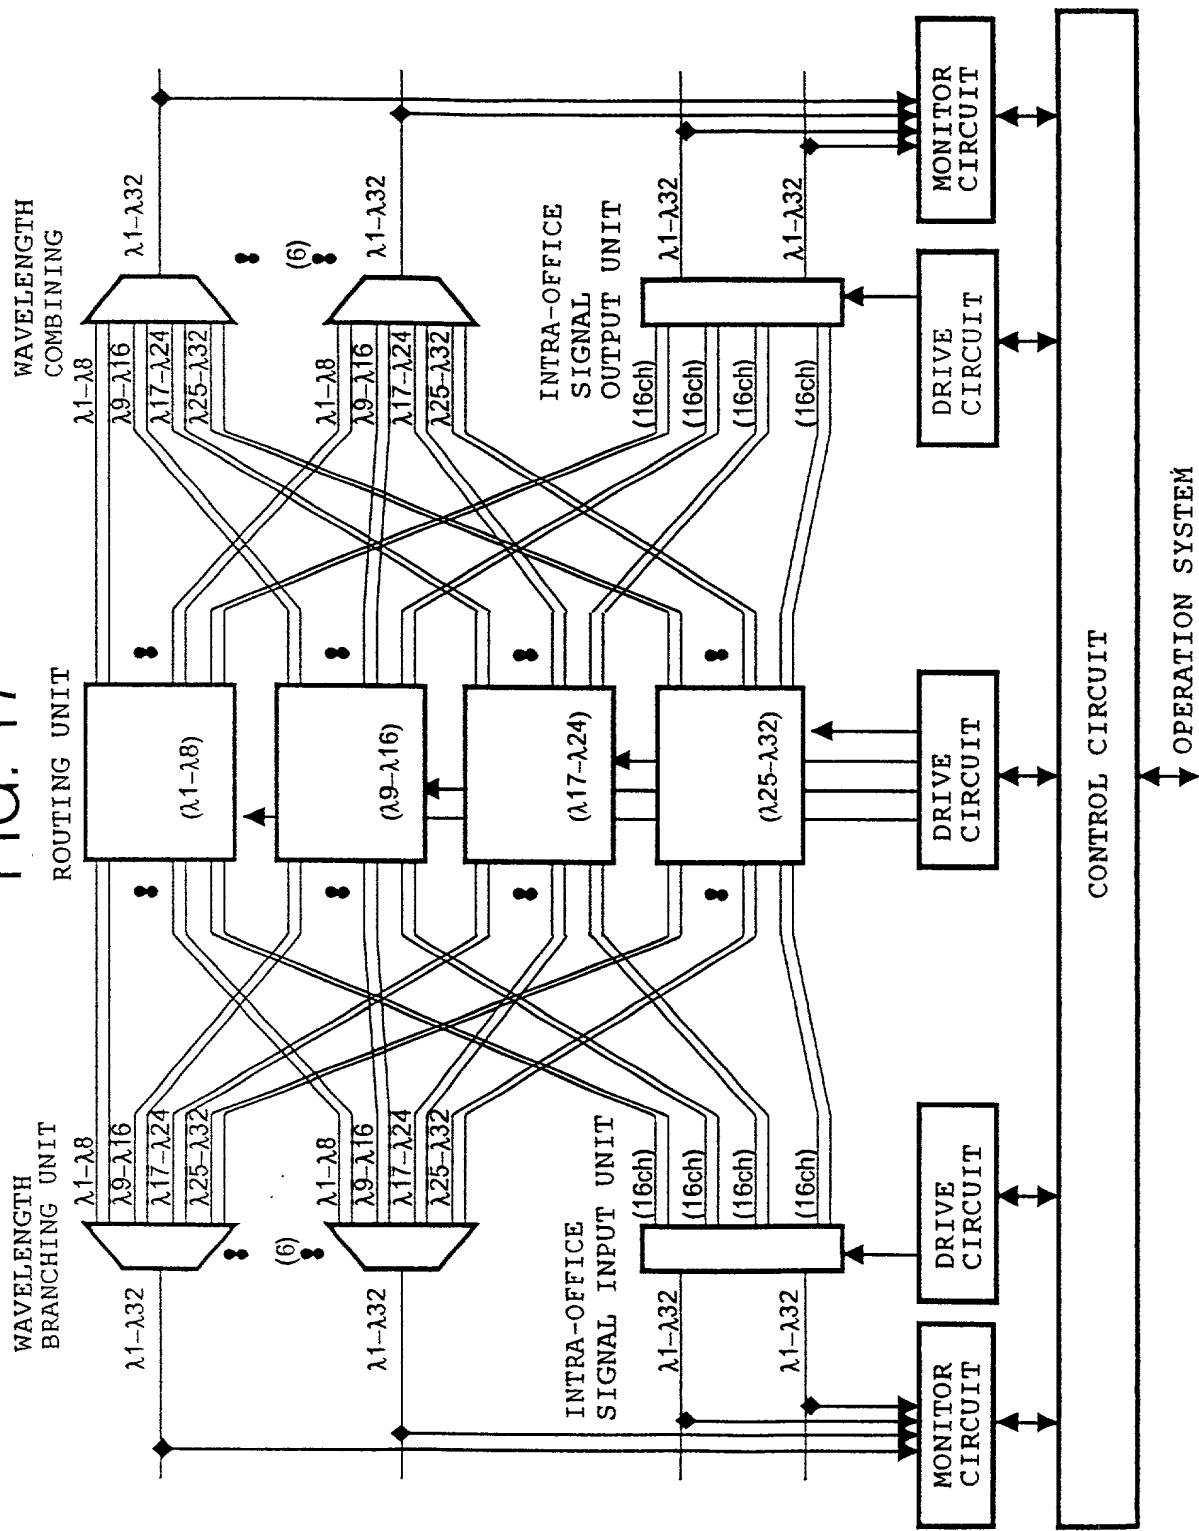 FIG. 17
WAVELENGTH
BRANCHING UNIT
ROUTING UNIT
WAVELENGTH
COMBINING
λ1-λ32
λ1-λ8
λ9-λ16
λ17-λ24
λ25-λ32
(λ1-λ8)
λ1-λ8
λ9-λ16
λ17-λ24
λ25-λ32
λ1-λ32
(6)
(6)
λ1-λ32
λ1-λ8
λ9-λ16
λ17-λ24
λ25-λ32
(λ9-λ16)
λ1-λ8
λ9-λ16
λ17-λ24
λ25-λ32
λ1-λ32
INTRA-OFFICE
SIGNAL INPUT UNIT
(λ17-λ24)
INTRA-OFFICE
SIGNAL
OUTPUT UNIT
λ1-λ32
λ1-λ32
(16ch)
(16ch)
(16ch)
(16ch)
(λ25-λ32)
(16ch)
(16ch)
(16ch)
(16ch)
λ1-λ32
λ1-λ32
MONITOR
CIRCUIT
DRIVE
CIRCUIT
DRIVE
CIRCUIT
DRIVE
CIRCUIT
MONITOR
CIRCUIT
CONTROL CIRCUIT
OPERATION SYSTEM